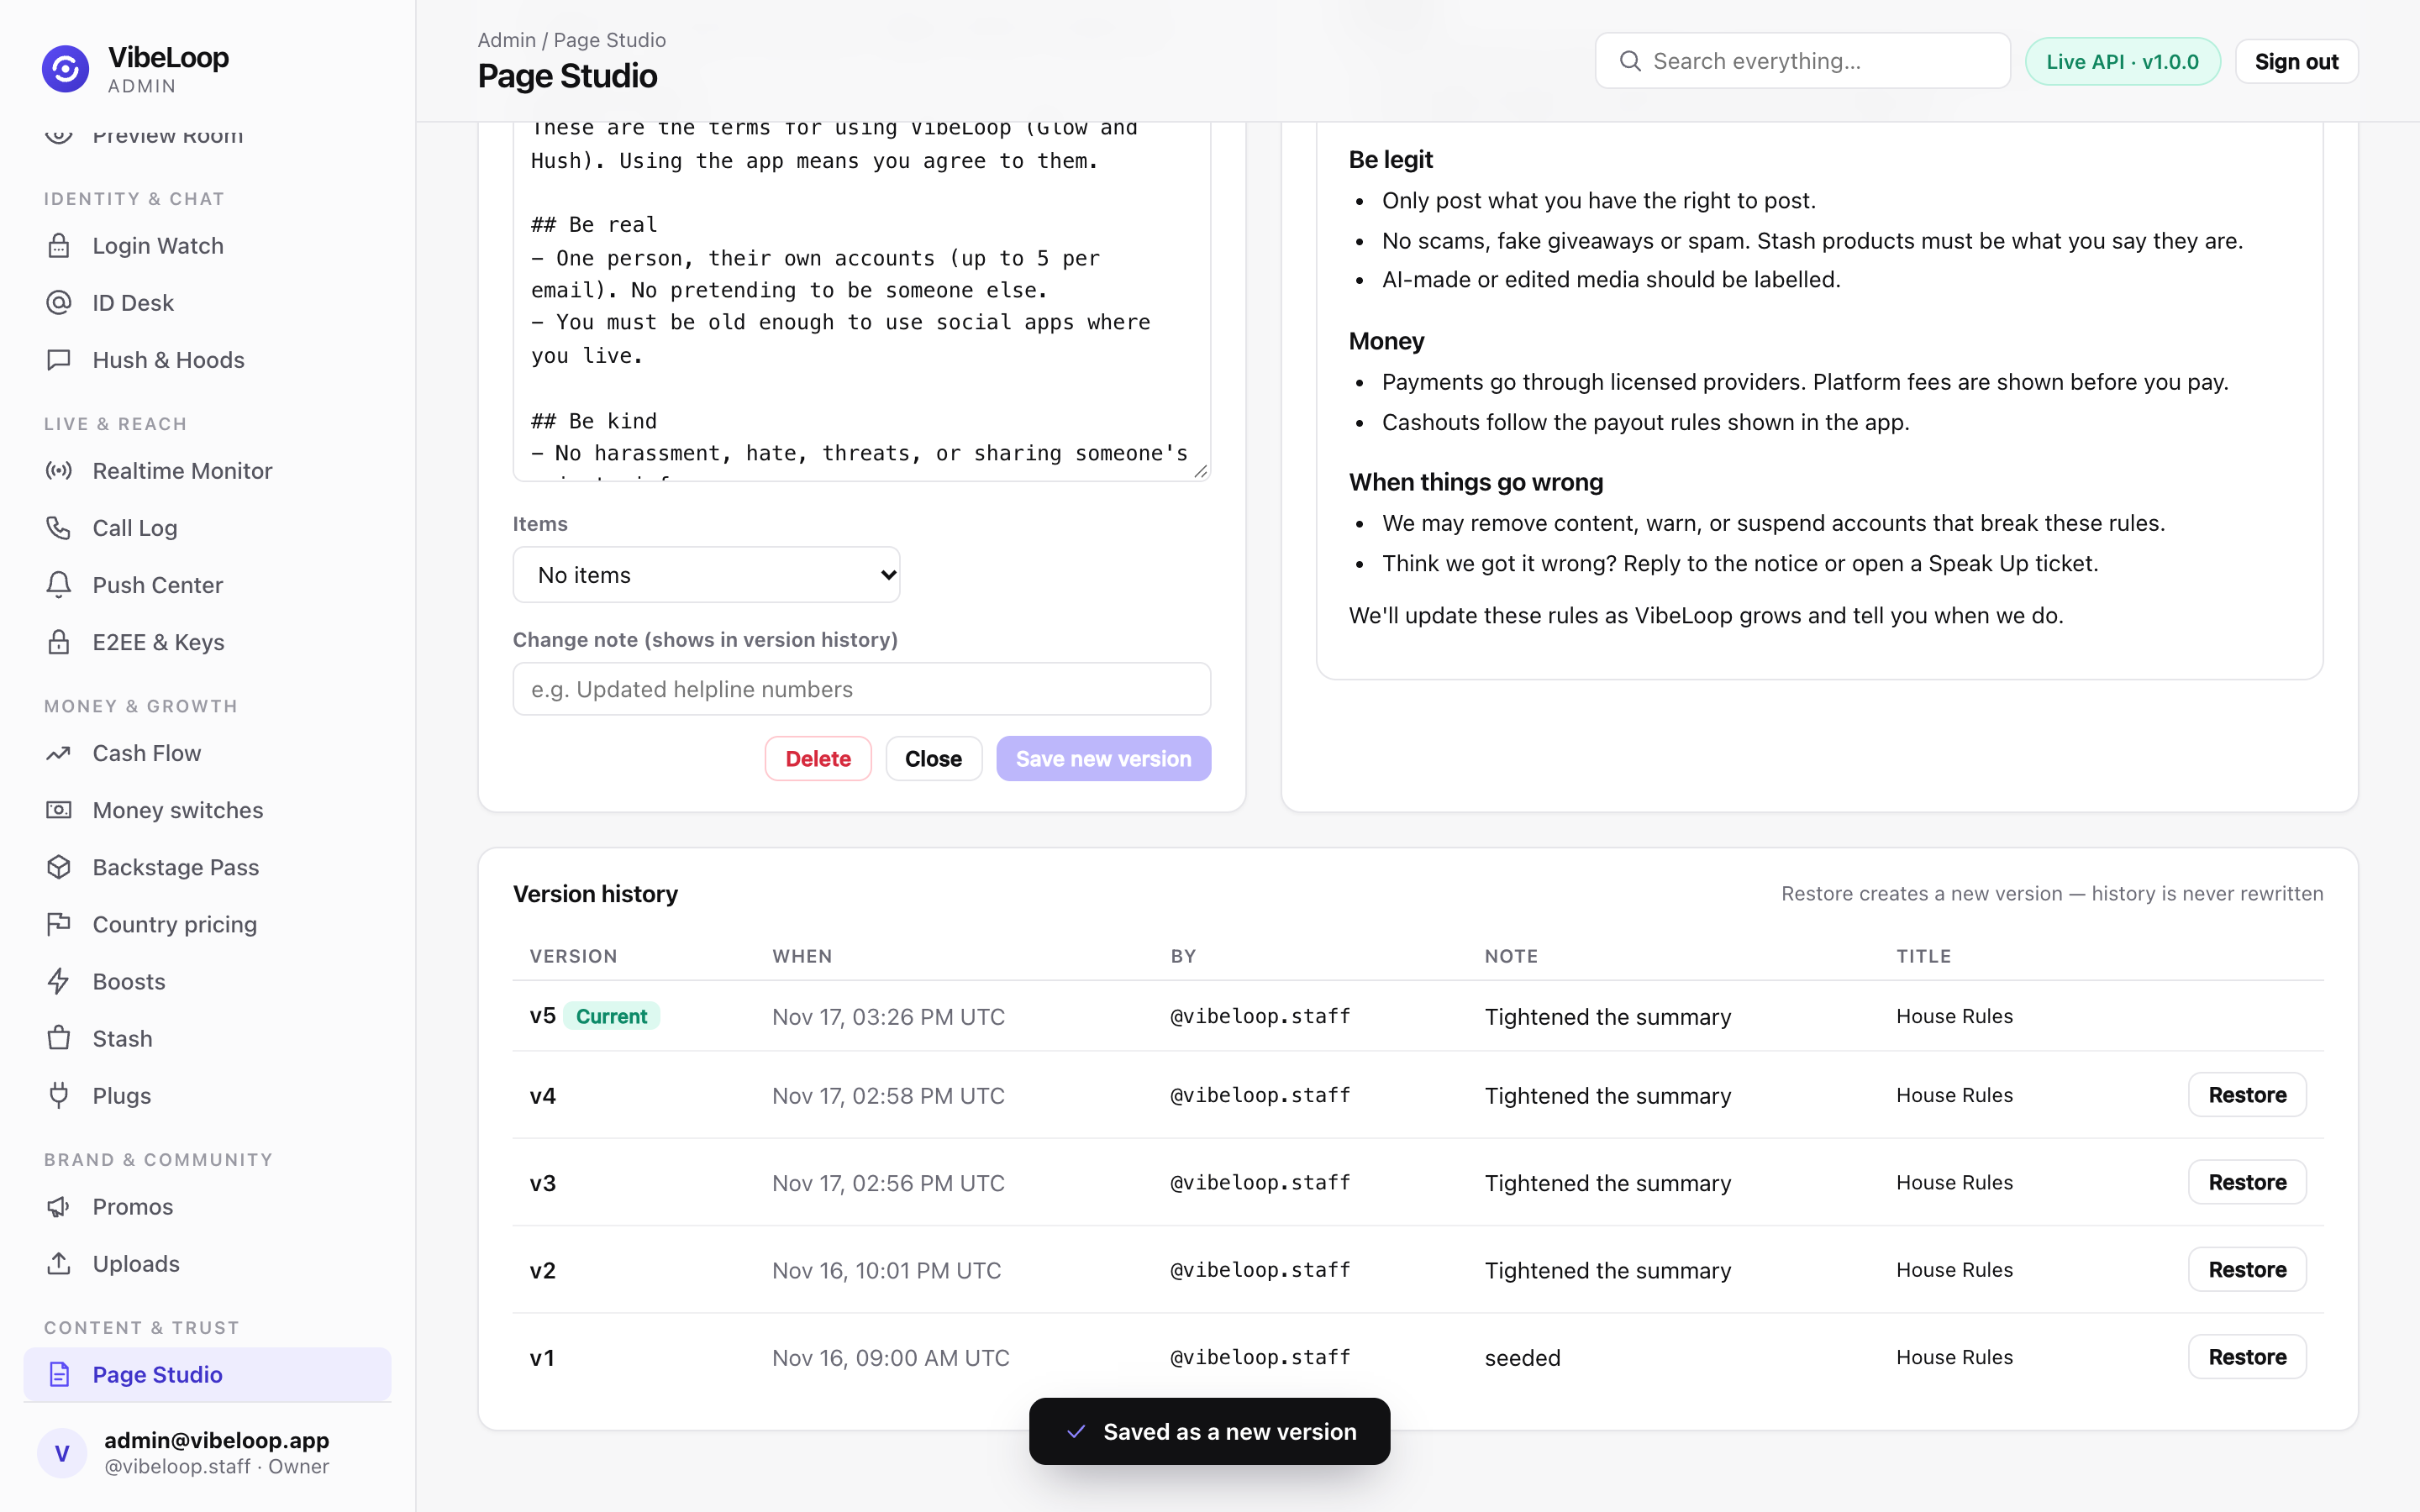 VibeLoop
ADMIN
Preview Room
IDENTITY & CHAT
Login Watch
ID Desk
Hush & Hoods
LIVE & REACH
Realtime Monitor
Call Log
Push Center
E2EE & Keys
MONEY & GROWTH
Cash Flow
Money switches
Backstage Pass
Country pricing
Boosts
Stash
Plugs
BRAND & COMMUNITY
Promos
Uploads
CONTENT & TRUST
Page Studio
V
admin@vibeloop.app
@vibeloop.staff · Owner
Admin / Page Studio
Page Studio
Search everything...
Live API · v1.0.0
Sign out
These are the terms for using VibeLoop (Glow and
Hush). Using the app means you agree to them.
## Be real
- One person, their own accounts (up to 5 per
email). No pretending to be someone else.
- You must be old enough to use social apps where
you live.
## Be kind
- No harassment, hate, threats, or sharing someone's
Items
No items
Change note (shows in version history)
e.g. Updated helpline numbers
Delete
Close
Save new version
Be legit
• Only post what you have the right to post.
• No scams, fake giveaways or spam. Stash products must be what you say they are.
• AI-made or edited media should be labelled.
Money
• Payments go through licensed providers. Platform fees are shown before you pay.
• Cashouts follow the payout rules shown in the app.
When things go wrong
• We may remove content, warn, or suspend accounts that break these rules.
• Think we got it wrong? Reply to the notice or open a Speak Up ticket.
We'll update these rules as VibeLoop grows and tell you when we do.
Version history
Restore creates a new version — history is never rewritten
VERSION WHEN BY NOTE TITLE
v5 Current Nov 17, 03:26 PM UTC @vibeloop.staff Tightened the summary House Rules
v4 Nov 17, 02:58 PM UTC @vibeloop.staff Tightened the summary House Rules Restore
v3 Nov 17, 02:56 PM UTC @vibeloop.staff Tightened the summary House Rules Restore
v2 Nov 16, 10:01 PM UTC @vibeloop.staff Tightened the summary House Rules Restore
v1 Nov 16, 09:00 AM UTC @vibeloop.staff seeded House Rules Restore
Saved as a new version